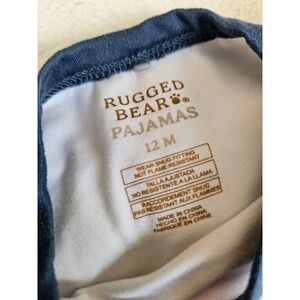 RUGGED
BEAR®
PAJAMAS
12 M
WEAR SNUG FITTING
NOT FLAME RESISTANT
TALLA AJUSTADA
NO RESISTENTE A LA LLAMA
RACCORDEMENT SNUG
PAS RÉSISTANT AUX FLAMMES
MADE IN CHINA
HECHO EN CHINA
FABRIQUÉ EN CHINE